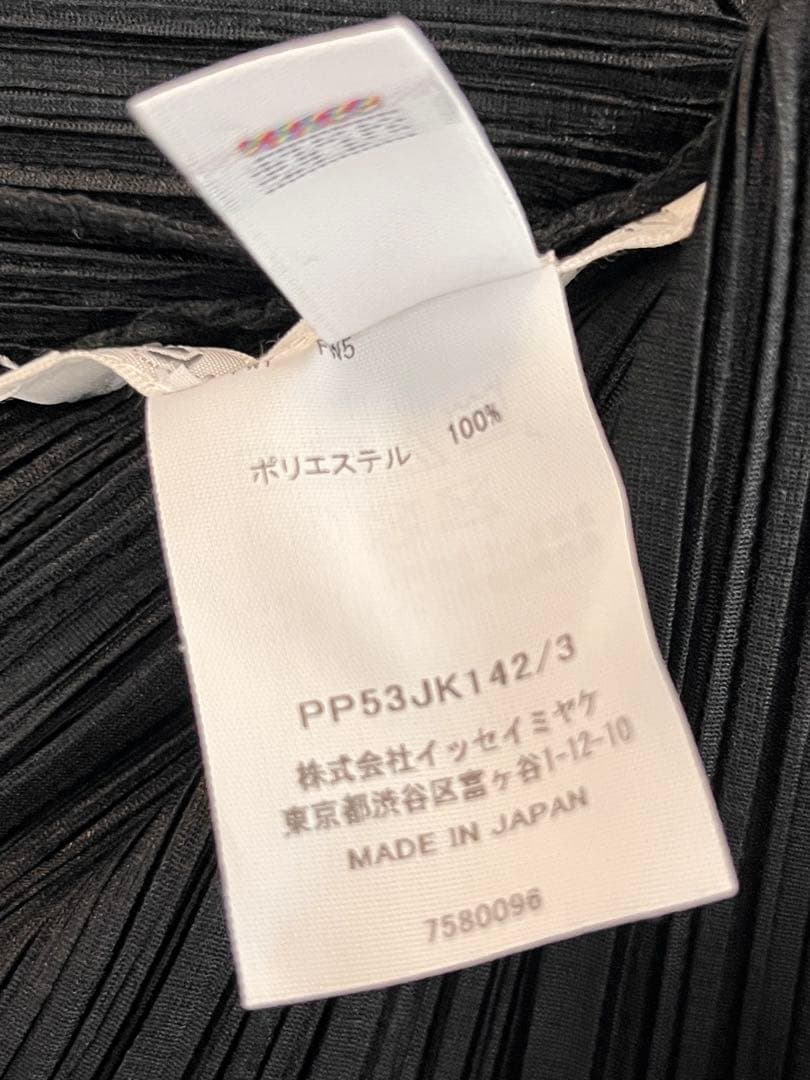 ポリエステル 100%
PP53JK142/3
株式会社イッセイミヤケ
東京都渋谷区富ヶ谷1-12-10
MADE IN JAPAN
7580096